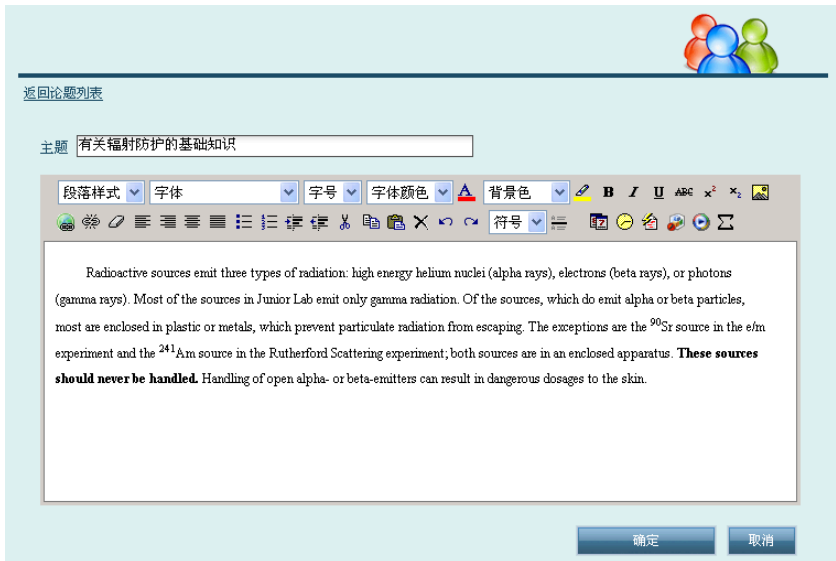 返回论题列表
主题 有关辐射防护的基础知识
段落样式 字体 字号 字体颜色 A 背景色 B I U ABC x² ×₂
符号
Radioactive sources emit three types of radiation: high energy helium nuclei (alpha rays), electrons (beta rays), or photons
(gamma rays). Most of the sources in Junior Lab emit only gamma radiation. Of the sources, which do emit alpha or beta particles,
most are enclosed in plastic or metals, which prevent particulate radiation from escaping. The exceptions are the ⁹⁰Sr source in the e/m
experiment and the ²⁴¹Am source in the Rutherford Scattering experiment; both sources are in an enclosed apparatus. These sources
should never be handled. Handling of open alpha- or beta-emitters can result in dangerous dosages to the skin.
确定 取消